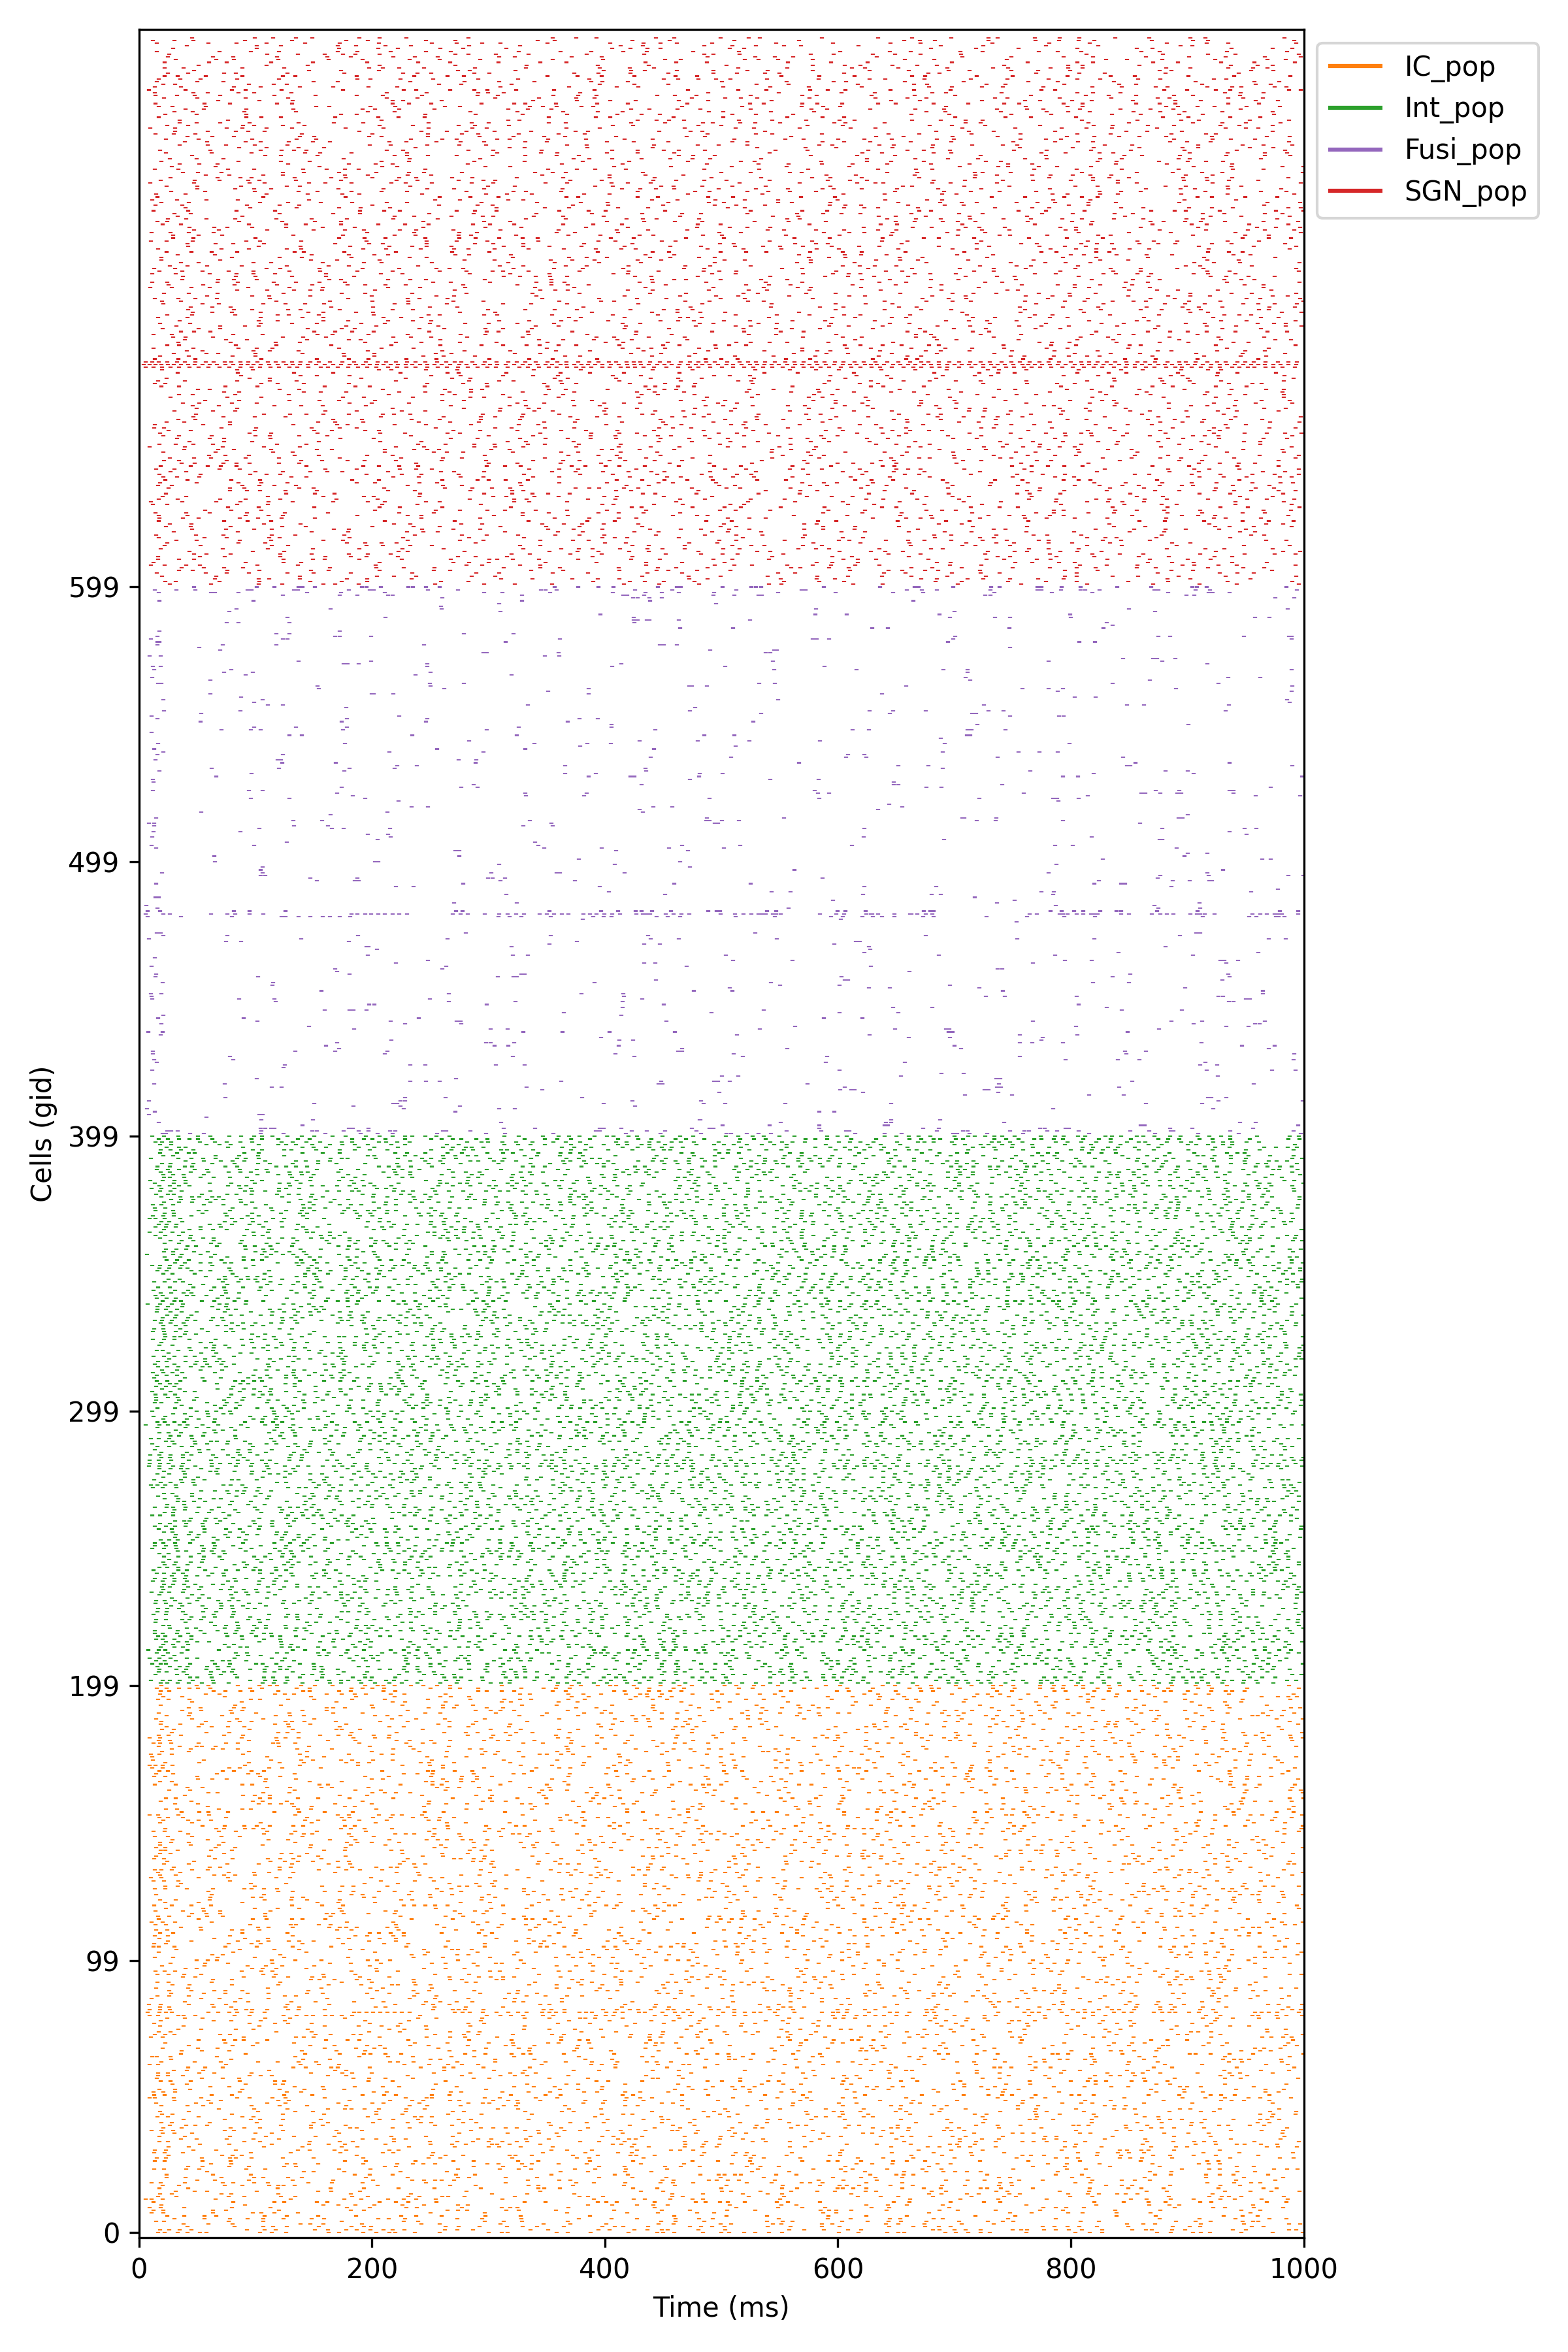 IC_pop
Int_pop
Fusi_pop
SGN_pop
599
499
399
299
199
99
0
Cells (gid)
0 200 400 600 800 1000
Time (ms)